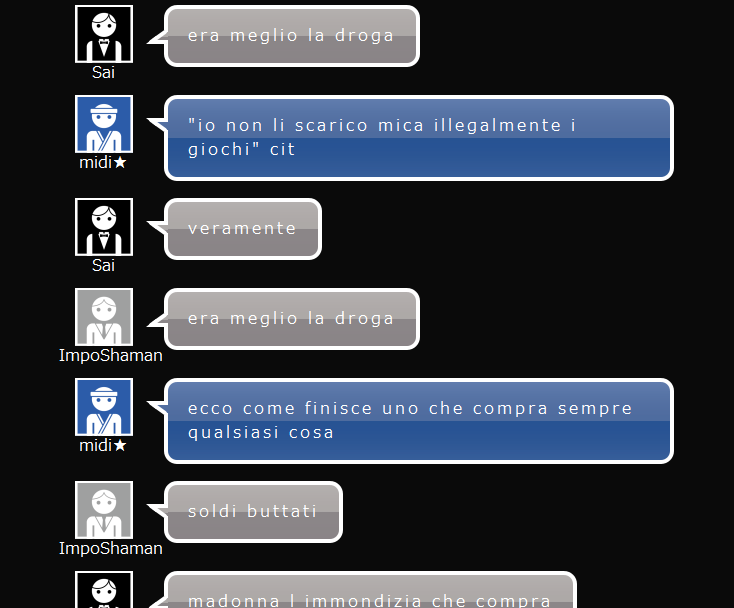 era meglio la droga
Sai
"io non li scarico mica illegalmente i
giochi" cit
midi★
veramente
Sai
era meglio la droga
ImpoShaman
ecco come finisce uno che compra sempre
qualsiasi cosa
midi★
soldi buttati
ImpoShaman
madonna l immondizia che compra